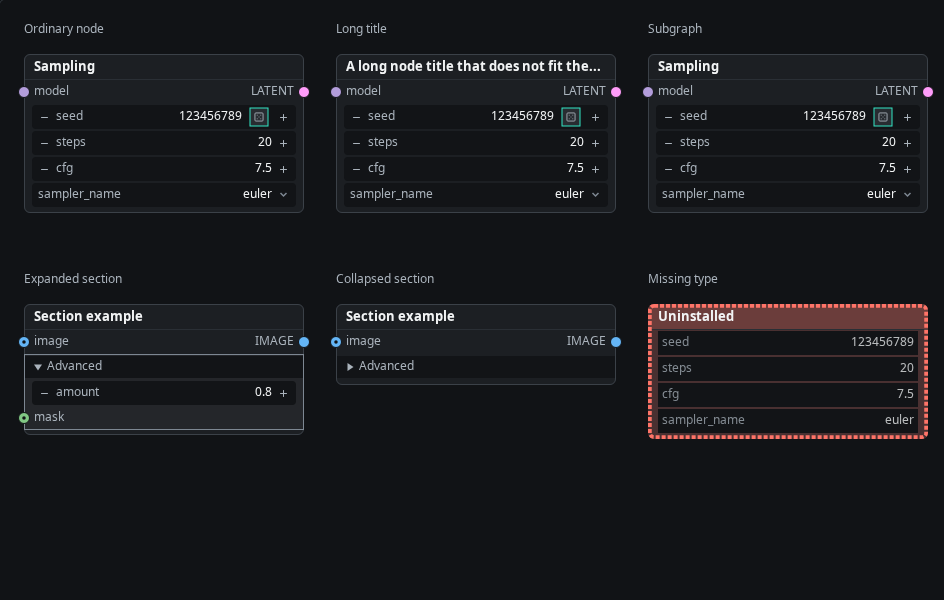 Ordinary node
Long title
Subgraph
Sampling
A long node title that does not fit the...
Sampling
model LATENT
model LATENT
model LATENT
– seed 123456789 +
– seed 123456789 +
– seed 123456789 +
– steps 20 +
– steps 20 +
– steps 20 +
– cfg 7.5 +
– cfg 7.5 +
– cfg 7.5 +
sampler_name euler
sampler_name euler
sampler_name euler
Expanded section
Collapsed section
Missing type
Section example
Section example
Uninstalled
image IMAGE
image IMAGE
seed 123456789
Advanced
Advanced
steps 20
– amount 0.8 +
cfg 7.5
mask
sampler_name euler